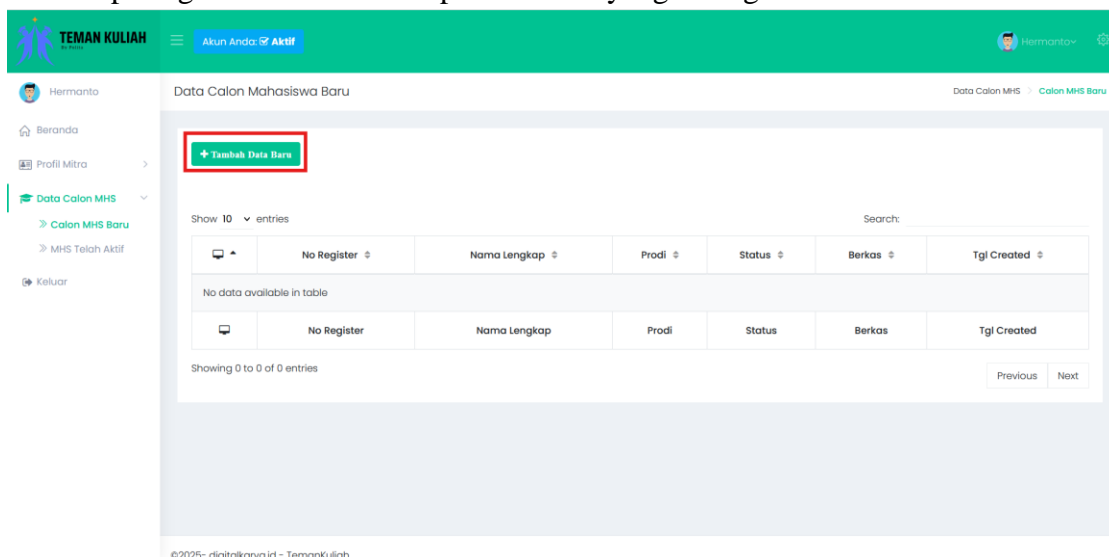 TEMAN KULIAH
Akun Anda: Aktif
Hermanto
Hermanto
Data Calon Mahasiswa Baru
Data Calon MHS > Calon MHS Baru
Beranda
Profil Mitra
Data Calon MHS
Calon MHS Baru
MHS Telah Aktif
Keluar
+ Tambah Data Baru
Show 10 entries
Search:
No Register Nama Lengkap Prodi Status Berkas Tgl Created
No data available in table
No Register Nama Lengkap Prodi Status Berkas Tgl Created
Showing 0 to 0 of 0 entries
Previous Next
©2025- digitalkarya.id - TemanKuliah